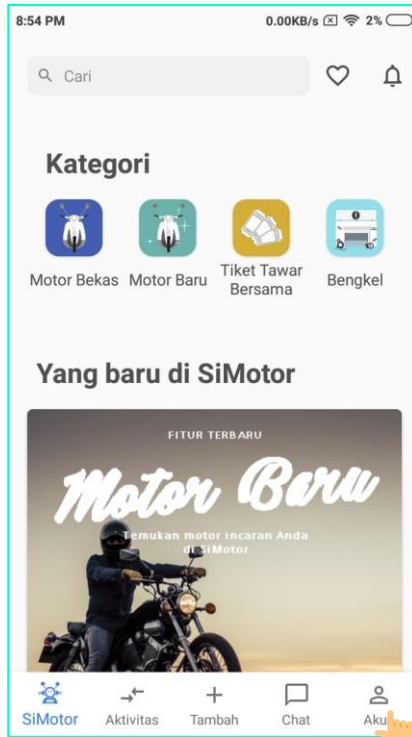 8:54 PM 0.00KB/s 2%
Cari
Kategori
Motor Bekas
Motor Baru
Tiket Tawar
Bersama
Bengkel
Yang baru di SiMotor
FITUR TERBARU
Motor Baru
Temukan motor incaran Anda
di SiMotor
SiMotor
Aktivitas
Tambah
Chat